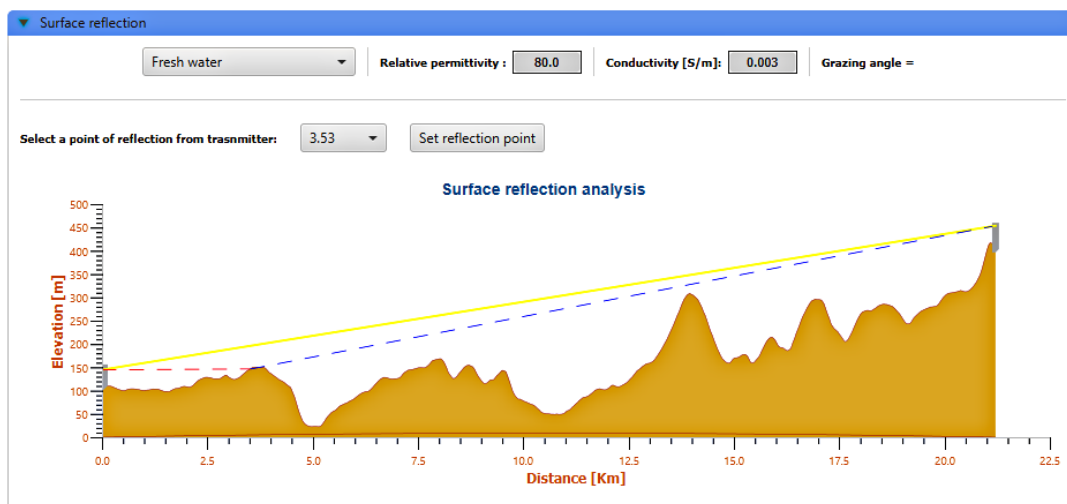 Surface reflection
Fresh water Relative permittivity : 80.0 Conductivity [S/m]: 0.003 Grazing angle =
Select a point of reflection from trasnmitter: 3.53 Set reflection point
Surface reflection analysis
500
450
400
350
300
250
200
150
100
50
0
Elevation [m]
0.0 2.5 5.0 7.5 10.0 12.5 15.0 17.5 20.0 22.5
Distance [Km]